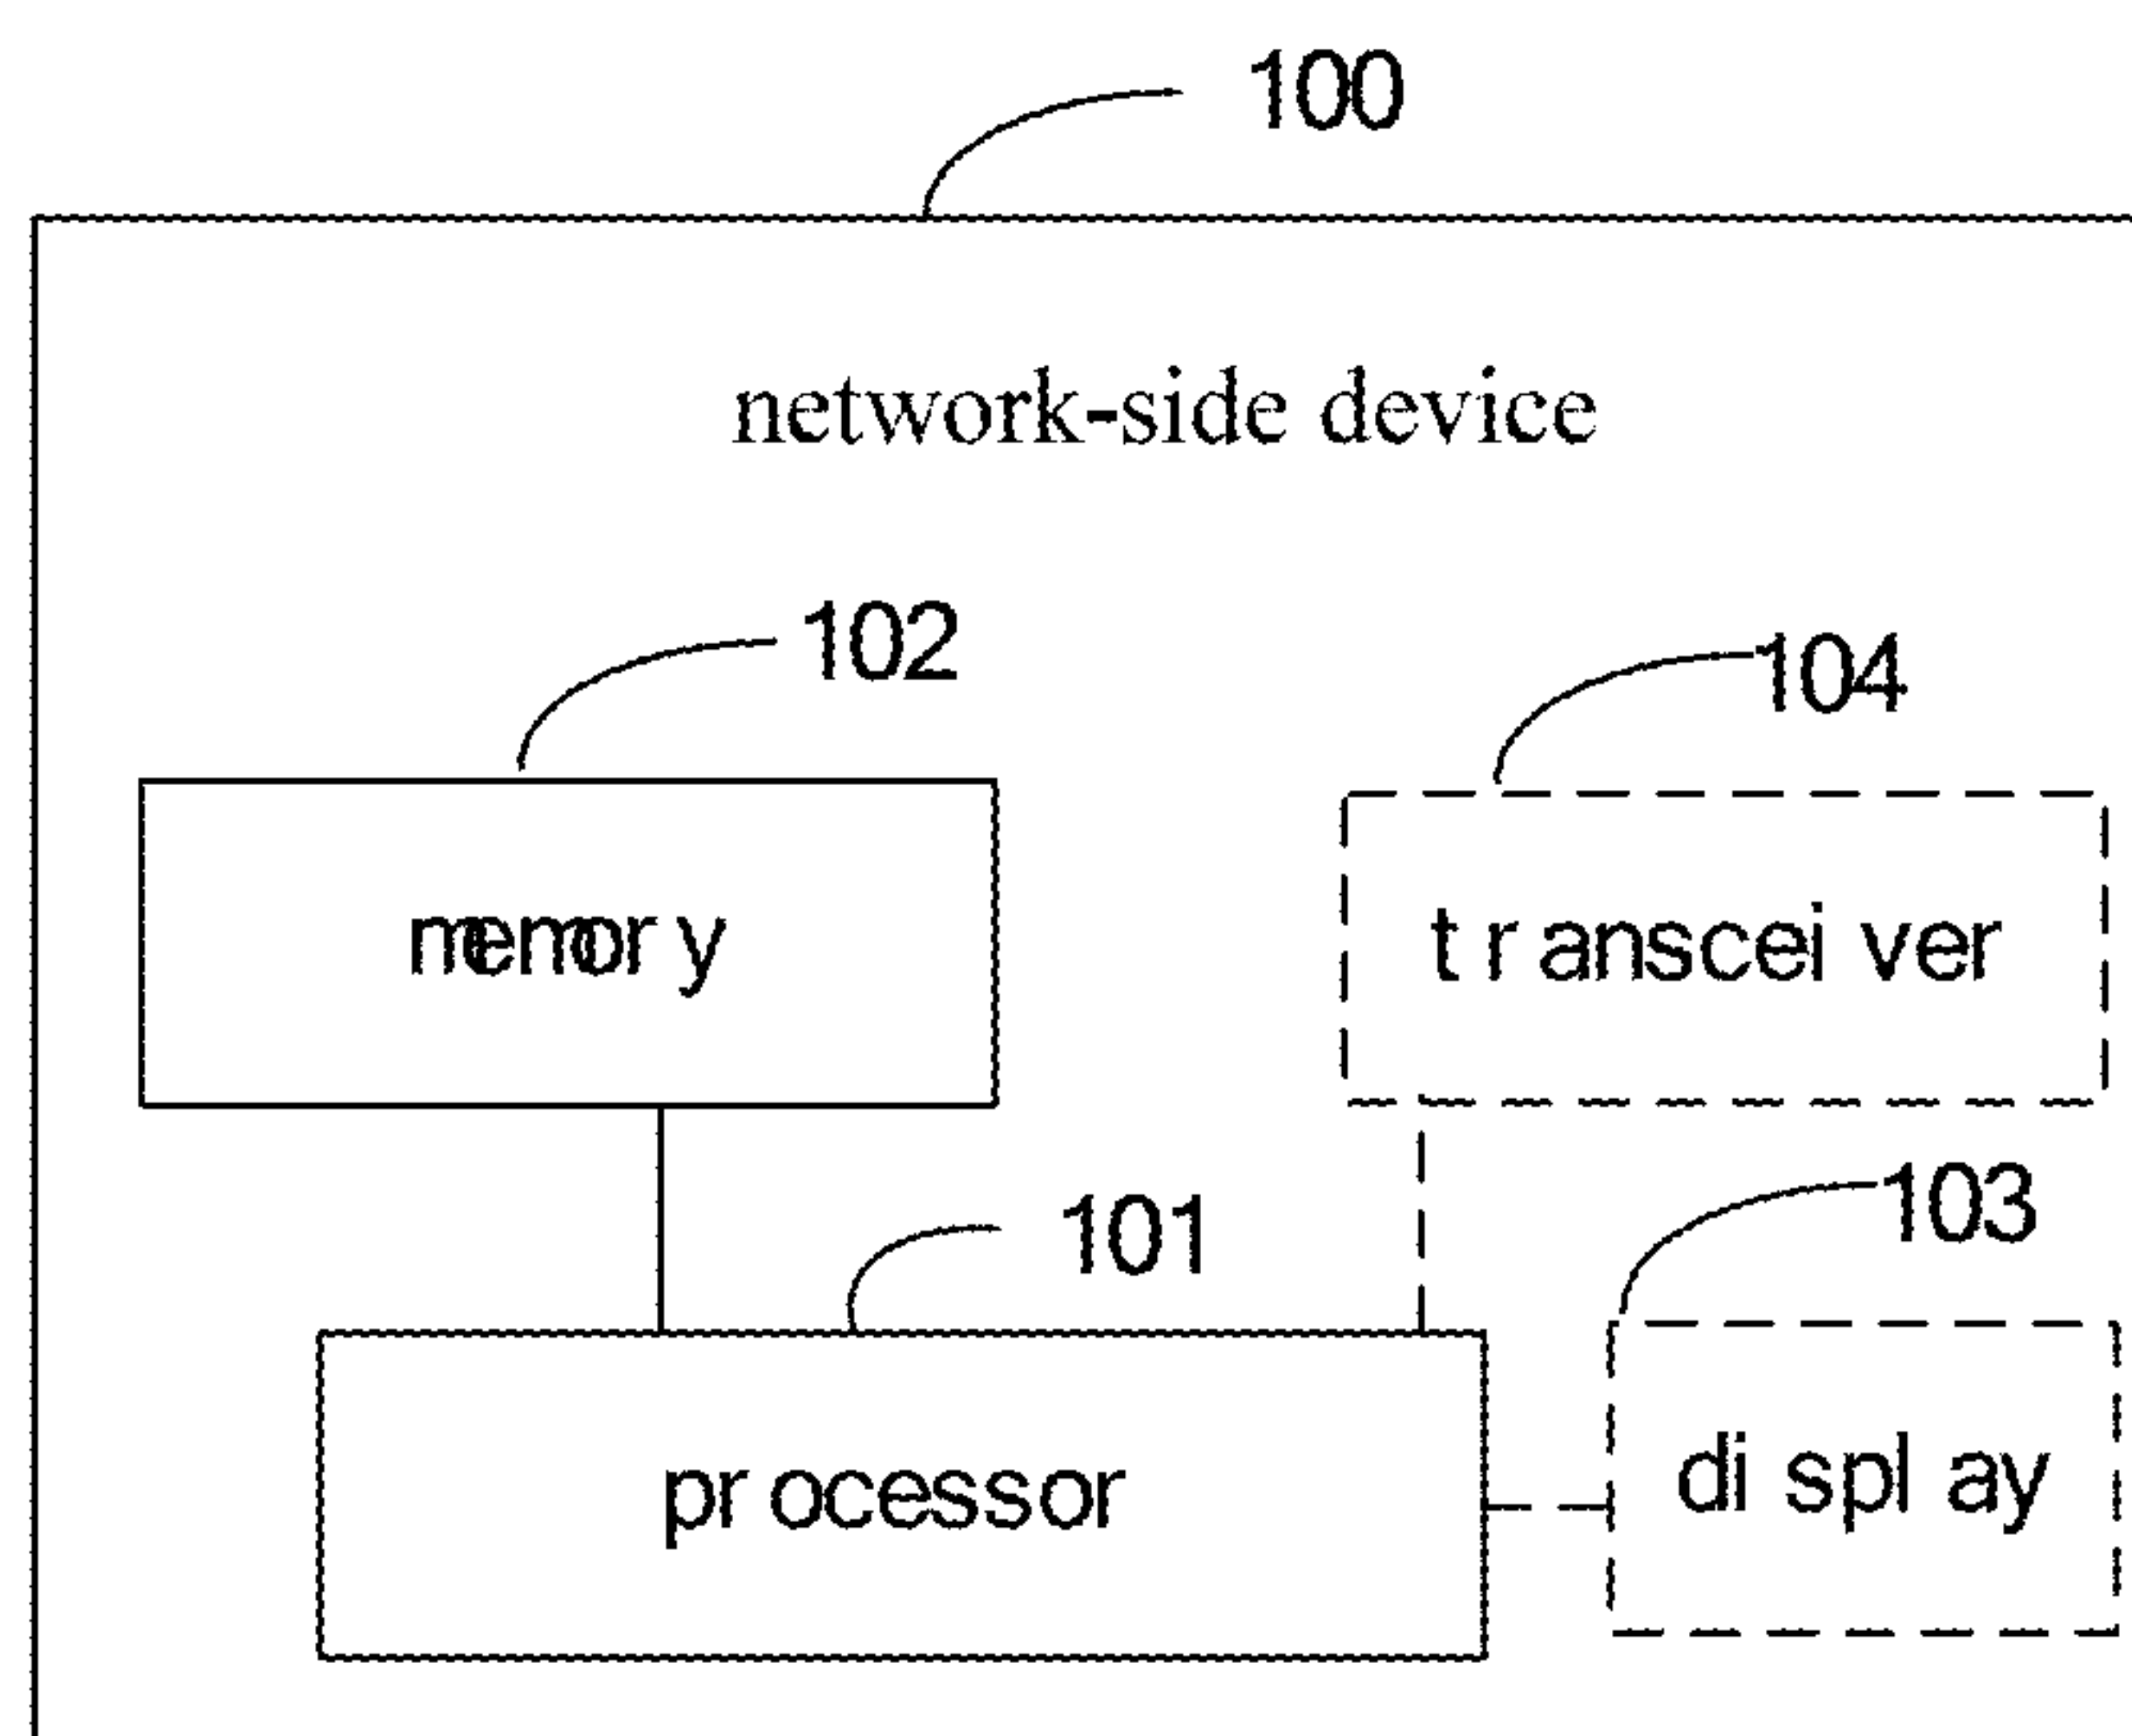 100
network-side device
102
104
memory
transceiver
101
103
processor
display